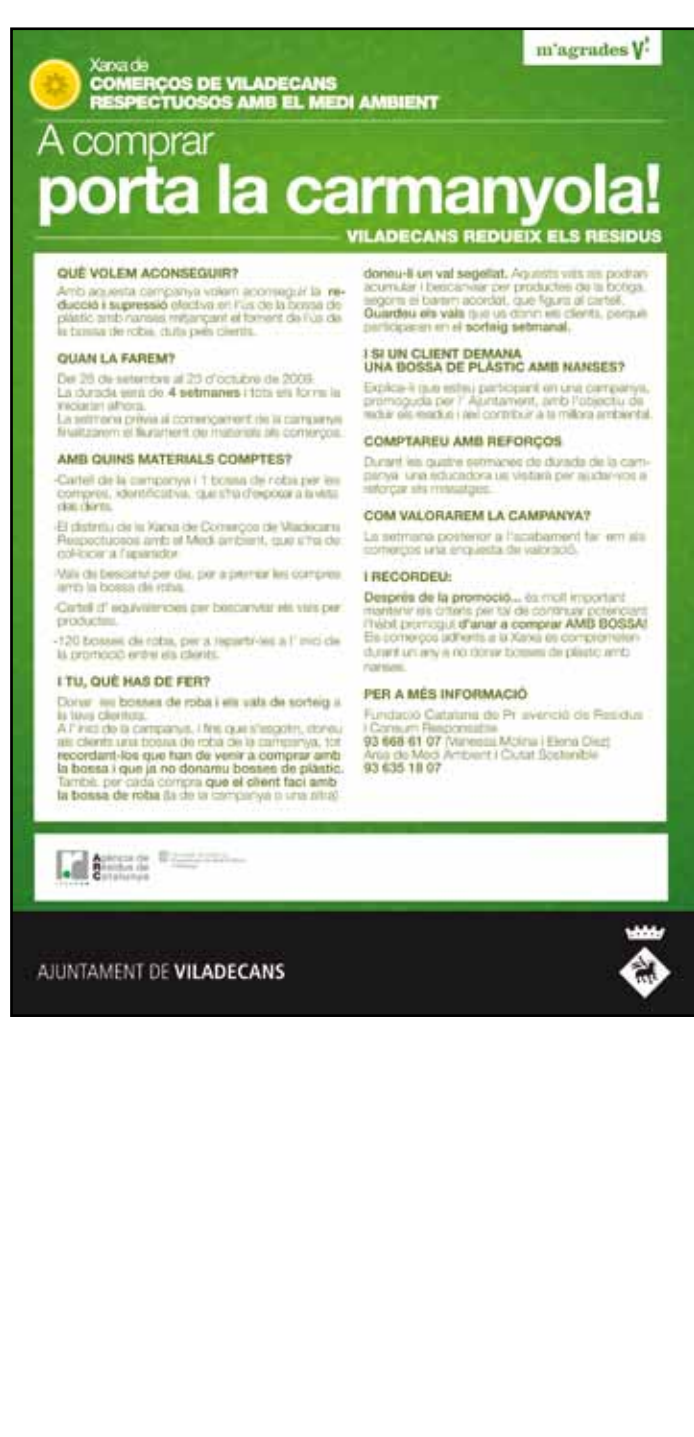 m'agrades V!
Xarxa de
COMERÇOS DE VILADECANS
RESPECTUOSOS AMB EL MEDI AMBIENT
A comprar
porta la carmanyola!
VILADECANS REDUEIX ELS RESIDUS
QUÈ VOLEM ACONSEGUIR?
Amb aquesta campanya volem aconseguir la re-
ducció i supressió efectiva en l'ús de la bossa de
plàstic amb nanses mitjançant el foment de l'ús de
la bossa de roba, duta pels clients.
QUAN LA FAREM?
Del 28 de setembre al 23 d'octubre de 2009.
La durada serà de 4 setmanes i tots els forns la
iniciaran alhora.
La setmana prèvia al començament de la campanya
finalitzarem el lliurament de materials als comerços.
AMB QUINS MATERIALS COMPTES?
-Cartell de la campanya i 1 bossa de roba per les
compres, identificativa, que s'ha d'exposar a la vista
dels clients.
-El distintiu de la Xarxa de Comerços de Viladecans
Respectuosos amb el Medi ambient, que s'ha de
col·locar a l'aparador.
-Vals de bescanvi per dia, per a premiar les compres
amb la bossa de roba.
-Cartell d' equivalències per bescanviar els vals per
productes.
-120 bosses de roba, per a repartir-les a l' inici de
la promoció entre els clients.
I TU, QUÈ HAS DE FER?
Donar les bosses de roba i els vals de sorteig a
la teva clientela.
A l' inici de la campanya, i fins que s'esgotin, doneu
als clients una bossa de roba de la campanya, tot
recordant-los que han de venir a comprar amb
la bossa i que ja no donamu bosses de plàstic.
També, per cada compra que el client faci amb
la bossa de roba (la de la campanya o una altra)
doneu-li un val segellat. Aquests vals els podran
acumular i bescanviar per productes de la botiga,
segons el barem acordat, que figura al cartell.
Guardeu els vals que us donin els clients, perquè
participaran en el sorteig setmanal.
I SI UN CLIENT DEMANA
UNA BOSSA DE PLÀSTIC AMB NANSES?
Explica-li que esteu participant en una campanya,
promoguda per l' Ajuntament, amb l'objectiu de
reduir els residus i així contribuir a la millora ambiental.
COMPTAREU AMB REFORÇOS
Durant les quatre setmanes de durada de la cam-
panya una educadora us visitarà per ajudar-vos a
reforçar els missatges.
COM VALORAREM LA CAMPANYA?
La setmana posterior a l'acabament far em als
comerços una enquesta de valoració.
I RECORDEU:
Després de la promoció... és molt important
mantenir els criteris per tal de continuar potenciant
l'hàbit promogut d'anar a comprar AMB BOSSA!
Els comerços adherits a la Xarxa es comprometen
durant un any a no donar bosses de plàstic amb
nanses.
PER A MÉS INFORMACIÓ
Fundació Catalana de Pr avenció de Residus
i Consum Responsable
93 668 61 07 (Vanessa Molina i Elena Díez)
Àrea de Medi Ambient i Ciutat Sostenible
93 635 18 07
Agència de
Residus de
Catalunya
AJUNTAMENT DE VILADECANS